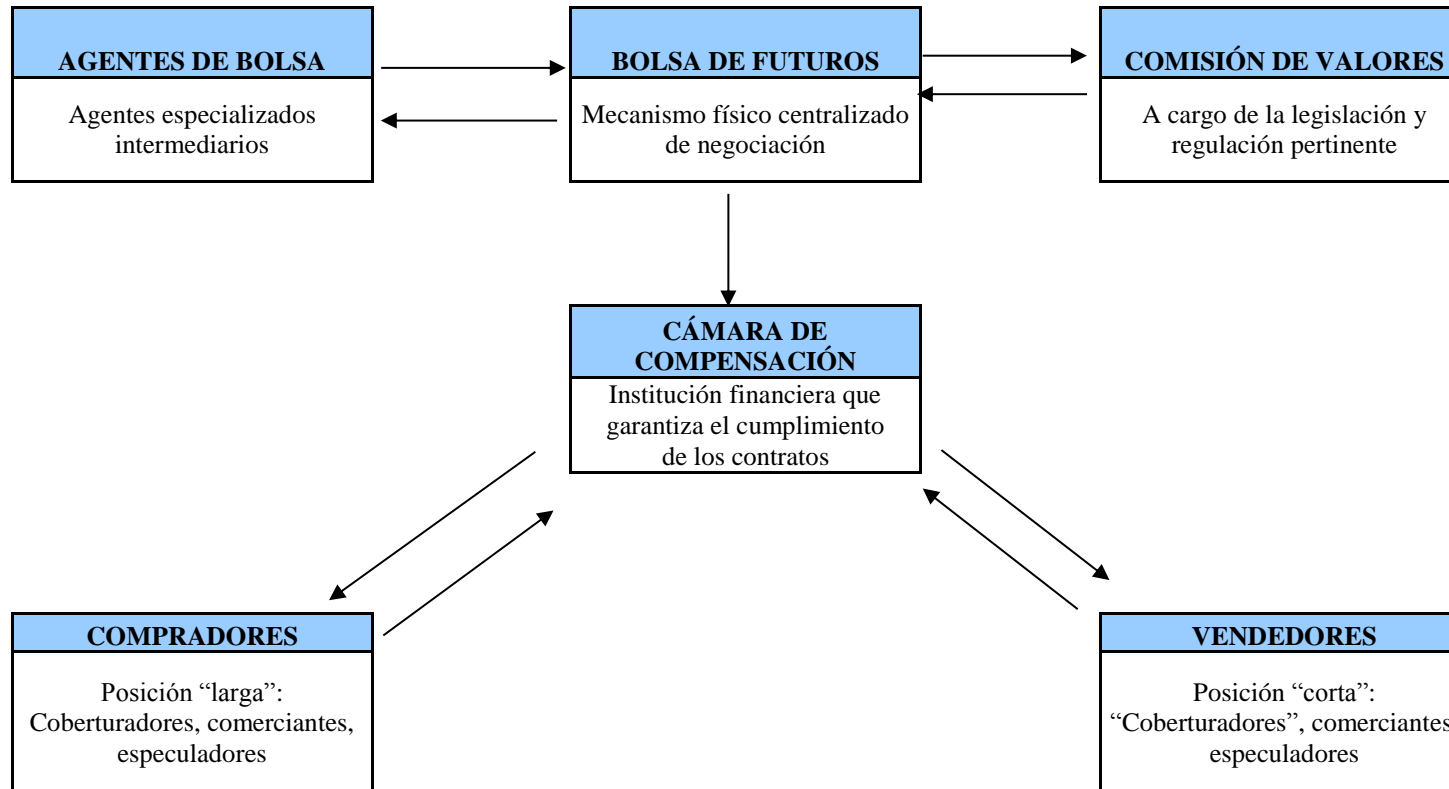 AGENTES DE BOLSA
Agentes especializados
intermediarios
BOLSA DE FUTUROS
Mecanismo físico centralizado
de negociación
COMISIÓN DE VALORES
A cargo de la legislación y
regulación pertinente
CÁMARA DE
COMPENSACIÓN
Institución financiera que
garantiza el cumplimiento
de los contratos
COMPRADORES
Posición “larga”:
Coberturadores, comerciantes,
especuladores
VENDEDORES
Posición “corta”:
“Coberturadores”, comerciantes
especuladores